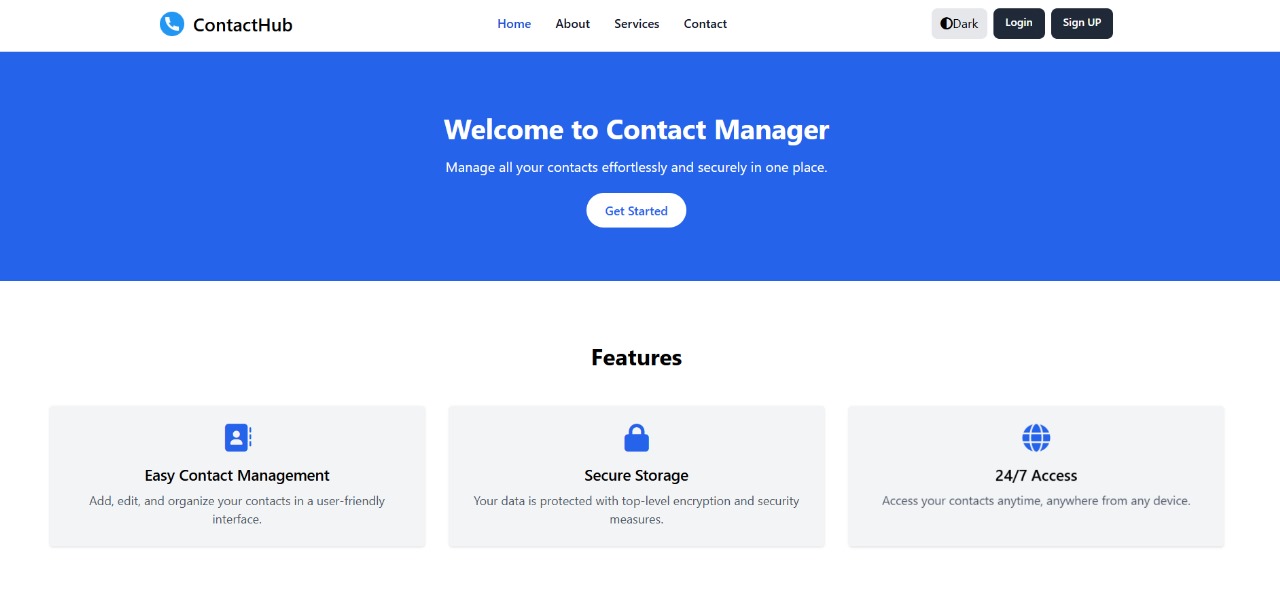 ContactHub
Home About Services Contact
Dark Login Sign UP
Welcome to Contact Manager
Manage all your contacts effortlessly and securely in one place.
Get Started
Features
Easy Contact Management
Add, edit, and organize your contacts in a user-friendly
interface.
Secure Storage
Your data is protected with top-level encryption and security
measures.
24/7 Access
Access your contacts anytime, anywhere from any device.